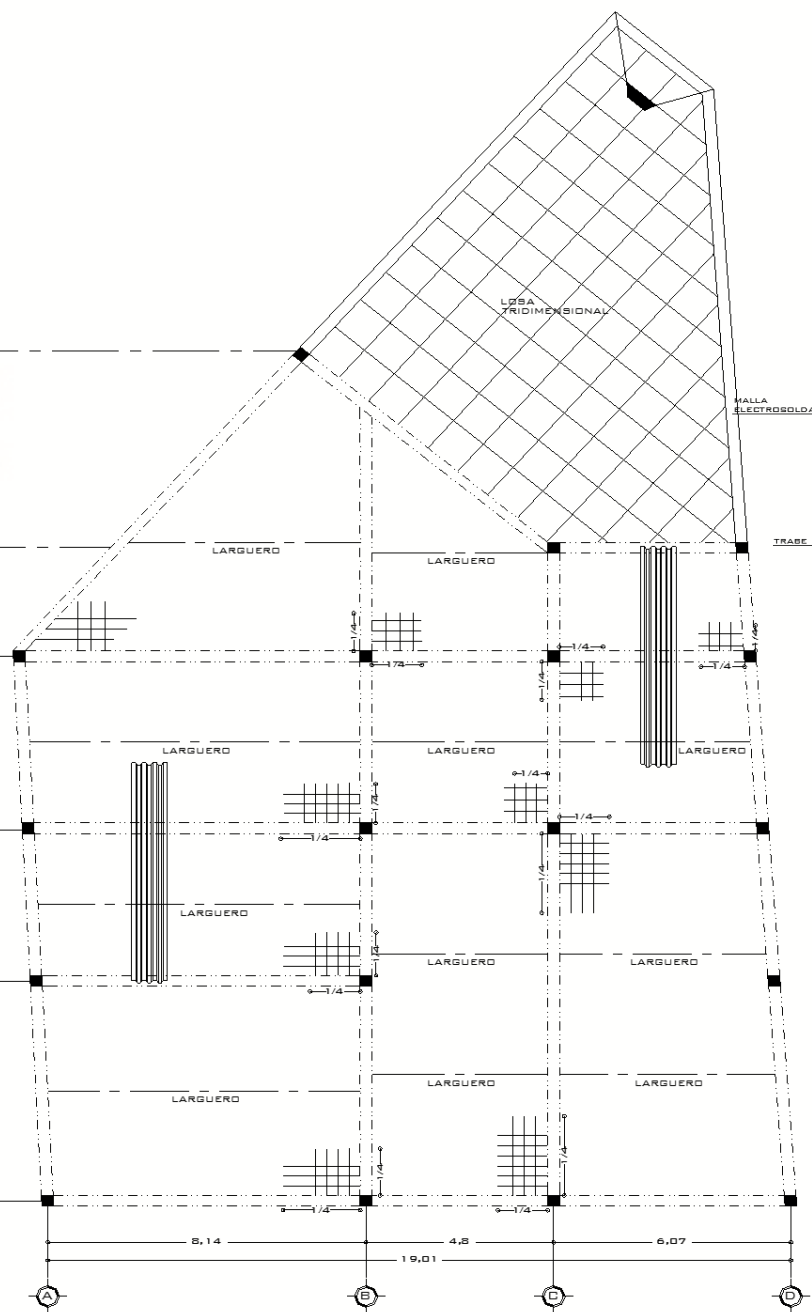 LOSA
TRIDIMENSIONAL
MALLA
ELECTROSOLDA
TRABE
LARGUERO
LARGUERO
1/4
1/4
1/4
1/4
1/4
1/4
1/4
LARGUERO
LARGUERO
LARGUERO
1/4
1/4
1/4
1/4
1/4
1/4
LARGUERO
1/4
LARGUERO
LARGUERO
1/4
LARGUERO
LARGUERO
LARGUERO
1/4
1/4
1/4
1/4
8,14
4,8
6,07
19,01
A
B
C
D